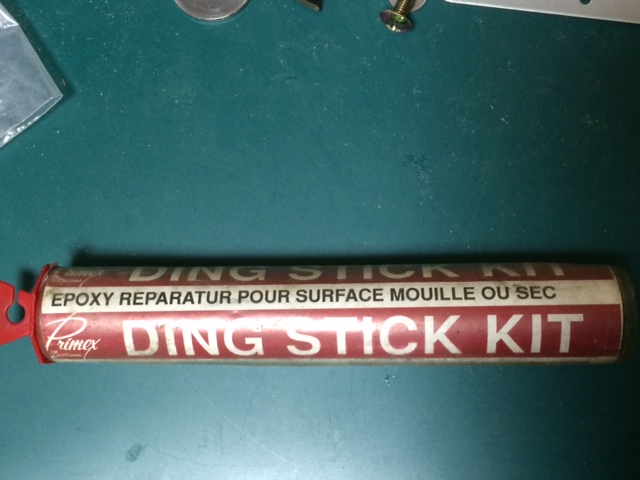 DING STICK KIT
EPOXY REPARATUR POUR SURFACE MOUILLE OU SEC
Primex
DING STICK KIT